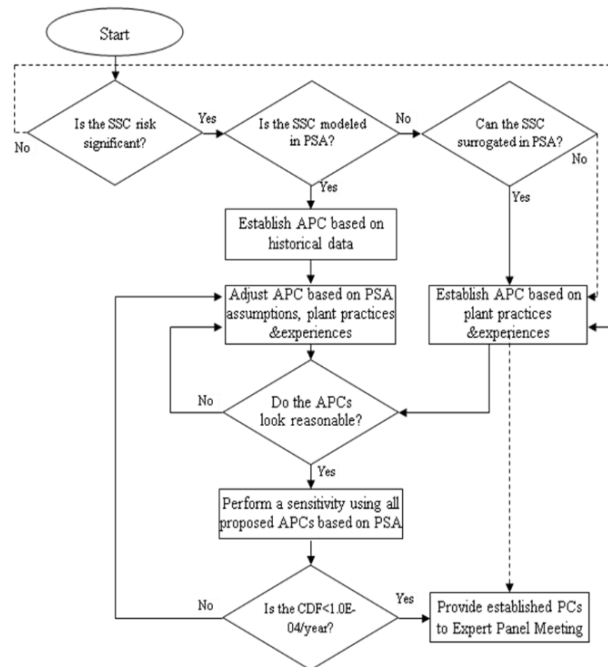 Start
Is the SSC risk
significant?
Yes
No
Is the SSC modeled
in PSA?
No
Yes
Can the SSC
surrogated in PSA?
No
Yes
Establish APC based on
historical data
Adjust APC based on PSA
assumptions, plant practices
&experiences
Establish APC based on
plant practices
&experiences
Do the APCs
look reasonable?
No
Yes
Perform a sensitivity using all
proposed APCs based on PSA
Is the CDF<1.0E-
04/year?
No
Yes
Provide established PCs
to Expert Panel Meeting